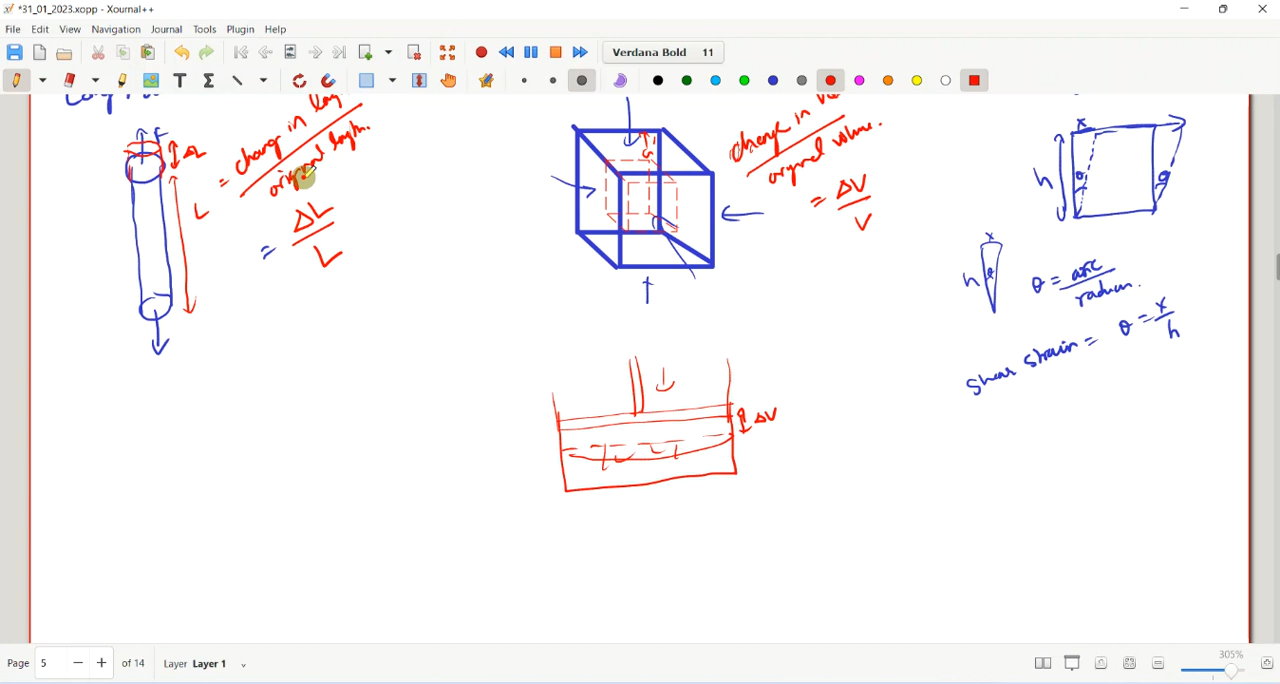 *31_01_2023.xopp - Xournal++
File Edit View Navigation Journal Tools Plugin Help
Verdana Bold 11
F
ΔL
L
= change in
original length.
= ΔL
L
change in
original volume.
= ΔV
V
x
h
θ
θ
x
h
θ
θ = arc
radius.
Shear strain = θ = x
h
ΔV
305%
Page 5 of 14 Layer Layer 1